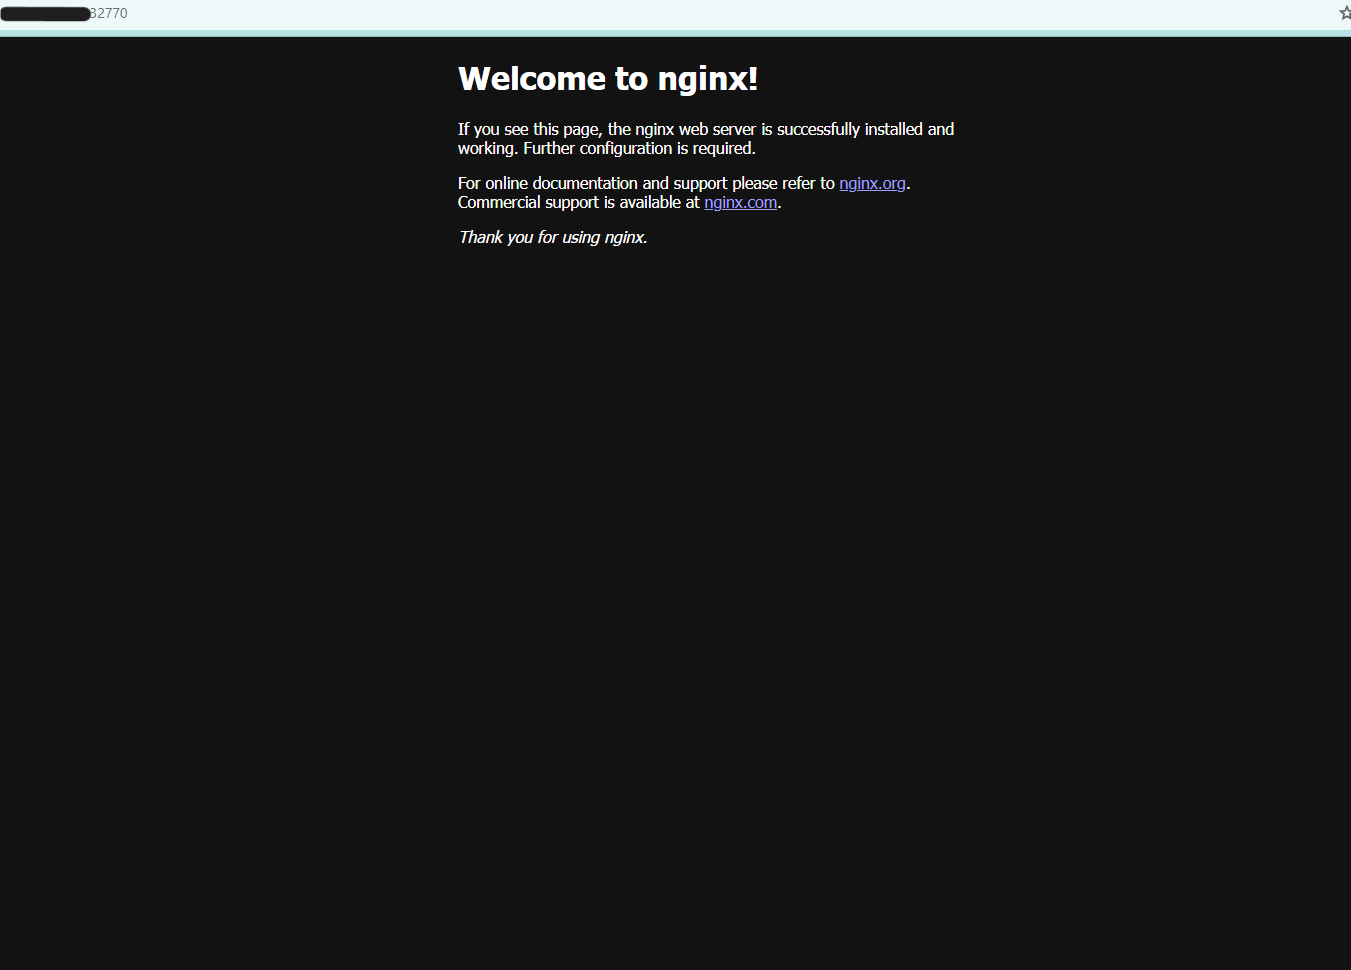 32770
Welcome to nginx!
If you see this page, the nginx web server is successfully installed and
working. Further configuration is required.
For online documentation and support please refer to nginx.org.
Commercial support is available at nginx.com.
Thank you for using nginx.